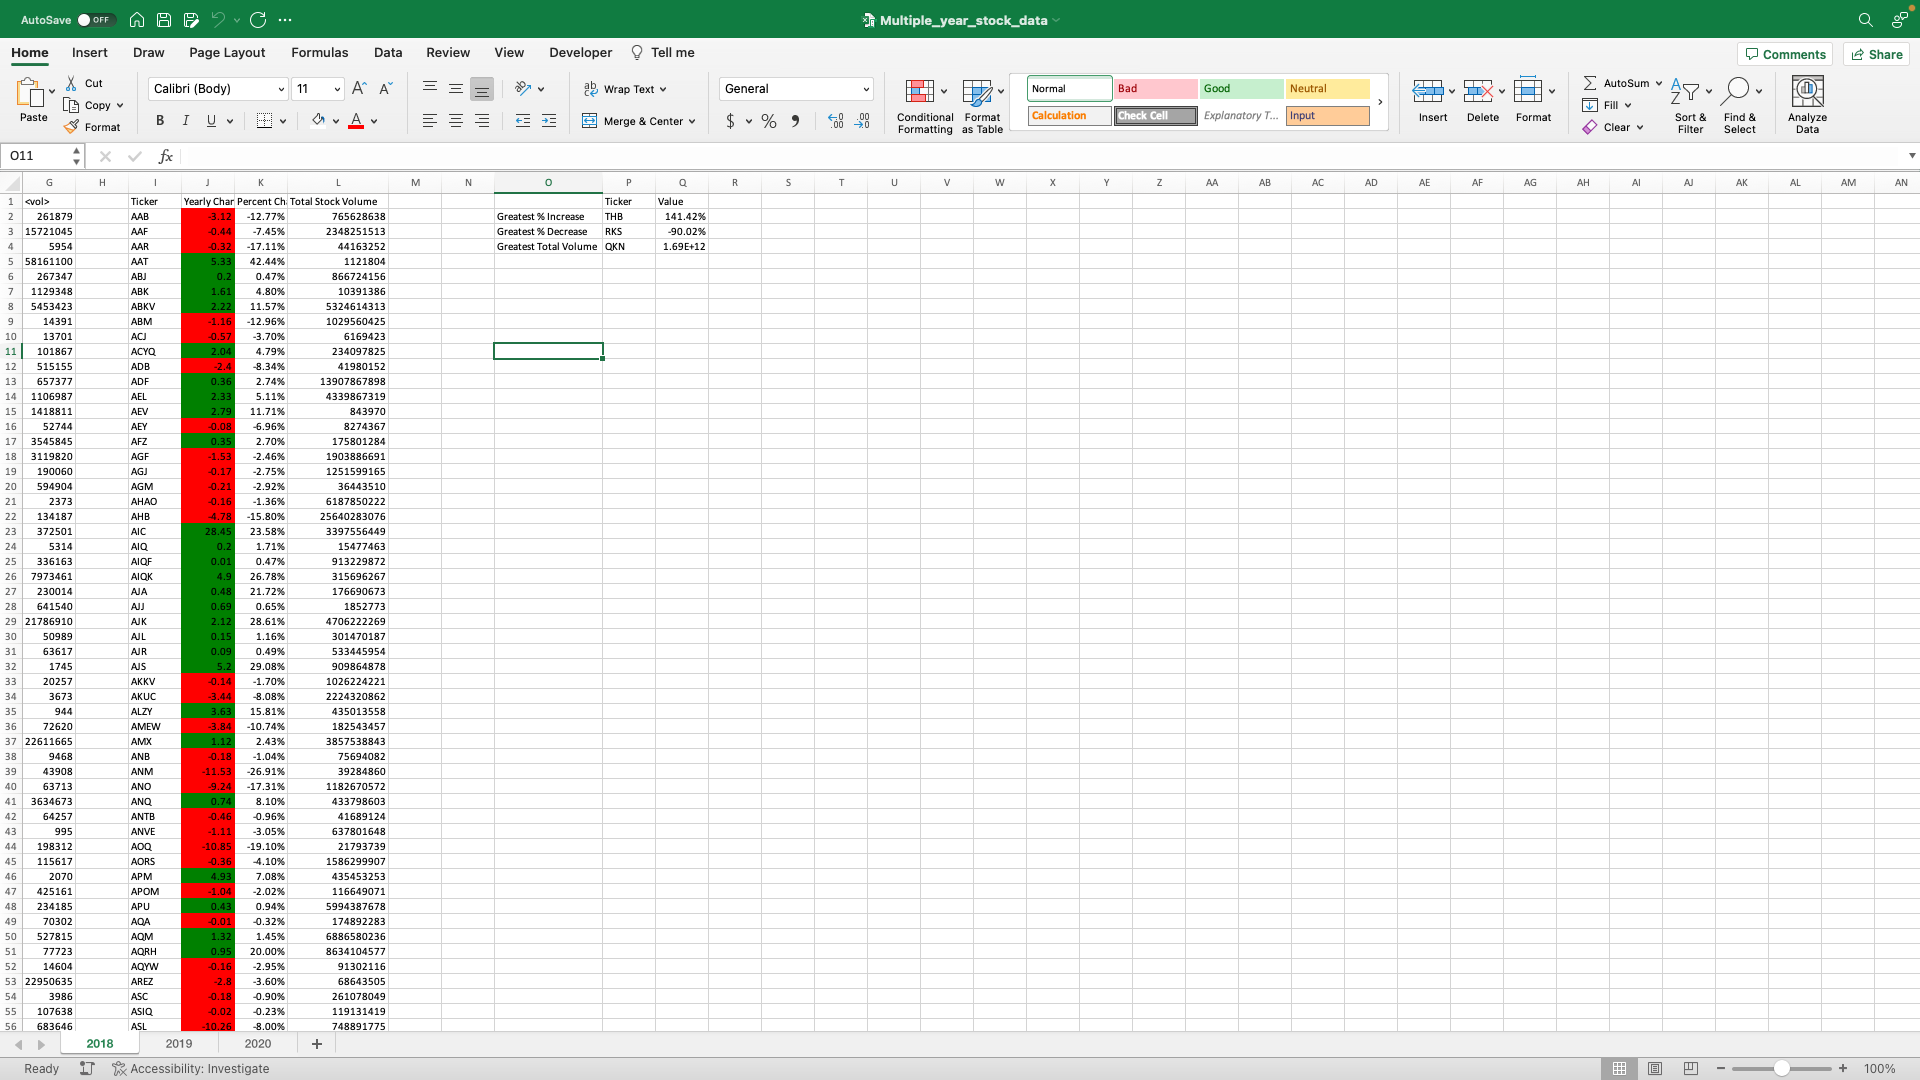 AutoSave OFF Multiple_year_stock_data
Home Insert Draw Page Layout Formulas Data Review View Developer Tell me Comments Share
Paste Cut Copy Format
Calibri (Body) 11
B I U A
Wrap Text
Merge & Center
General
$ % 9
Conditional Formatting
Format as Table
Normal Bad Good Neutral
Calculation Check Cell Explanatory T... Input
Insert Delete Format
AutoSum
Fill
Clear
Sort & Filter
Find & Select
Analyze Data
O11 fx
G H I J K L M N O P Q R S T U V W X Y Z AA AB AC AD AE AF AG AH AI AJ AK AL AM AN
1 <vol> Ticker Yearly Char Percent Ch Total Stock Volume Ticker Value
2 261879 AAB -3.12 -12.77% 765628638 Greatest % Increase THB 141.42%
3 15721045 AAF -0.44 -7.45% 2348251513 Greatest % Decrease RKS -90.02%
4 5954 AAR -0.32 -17.11% 44163252 Greatest Total Volume QKN 1.69E+12
5 58161100 AAT 5.33 42.44% 1121804
6 267347 ABJ 0.2 0.47% 866724156
7 1129348 ABK 1.61 4.80% 10391386
8 5453423 ABKV 2.22 11.57% 5324614313
9 14391 ABM -1.16 -12.96% 1029560425
10 13701 ACJ -0.57 -3.70% 6169423
11 101867 ACYQ 2.04 4.79% 234097825
12 515155 ADB -2.4 -8.34% 41980152
13 657377 ADF 0.36 2.74% 13907867898
14 1106987 AEL 2.33 5.11% 4339867319
15 1418811 AEV 2.79 11.71% 843970
16 52744 AEY -0.08 -6.96% 8274367
17 3545845 AFZ 0.35 2.70% 175801284
18 3119820 AGF -1.53 -2.46% 1903886691
19 190060 AGJ -0.17 -2.75% 1251599165
20 594904 AGM -0.21 -2.92% 36443510
21 2373 AHAO -0.16 -1.36% 6187850222
22 134187 AHB -4.78 -15.80% 25640283076
23 372501 AIC 28.45 23.58% 3397556449
24 5314 AIQ 0.2 1.71% 15477463
25 336163 AIQF 0.01 0.47% 913229872
26 7973461 AIQK 4.9 26.78% 315696267
27 230014 AJA 0.48 21.72% 176690673
28 641540 AJJ 0.69 0.65% 1852773
29 21786910 AJK 2.12 28.61% 4706222269
30 50989 AJL 0.15 1.16% 301470187
31 63617 AJR 0.09 0.49% 533445954
32 1745 AJS 5.2 29.08% 909864878
33 20257 AKKV -0.14 -1.70% 1026224221
34 3673 AKUC -3.44 -8.08% 2224320862
35 944 ALZY 3.63 15.81% 435013558
36 72620 AMEW -3.84 -10.74% 182543457
37 22611665 AMX 1.12 2.43% 3857538843
38 9468 ANB -0.18 -1.04% 75694082
39 43908 ANM -11.53 -26.91% 39284860
40 63713 ANO -9.24 -17.31% 1182670572
41 3634673 ANQ 0.74 8.10% 433798603
42 64257 ANTB -0.46 -0.96% 41689124
43 995 ANVE -1.11 -3.05% 637801648
44 198312 AOQ -10.85 -19.10% 21793739
45 115617 AORS -0.36 -4.10% 1586299907
46 2070 APM 4.93 7.08% 435453253
47 425161 APOM -1.04 -2.02% 116649071
48 234185 APU 0.43 0.94% 5994387678
49 70302 AQA -0.01 -0.32% 174892283
50 527815 AQM 1.32 1.45% 6886580236
51 77723 AQRH 0.95 20.00% 8634104577
52 14604 AQYW -0.16 -2.95% 91302116
53 22950635 AREZ -2.8 -3.60% 68643505
54 3986 ASC -0.18 -0.90% 261078049
55 107638 ASIQ -0.02 -0.23% 119131419
56 683646 ASL -10.26 -8.00% 748891775
2018 2019 2020 +
Ready Accessibility: Investigate 100%